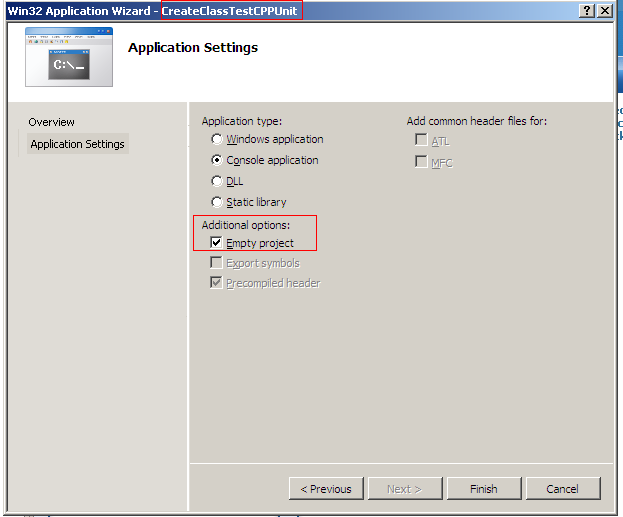 Win32 Application Wizard - CreateClassTestCPPUnit
Application Settings
C:\_
Overview
Application Settings
Application type:
Windows application
Console application
DLL
Static library
Additional options:
Empty project
Export symbols
Precompiled header
Add common header files for:
ATL
MFC
< Previous
Next >
Finish
Cancel